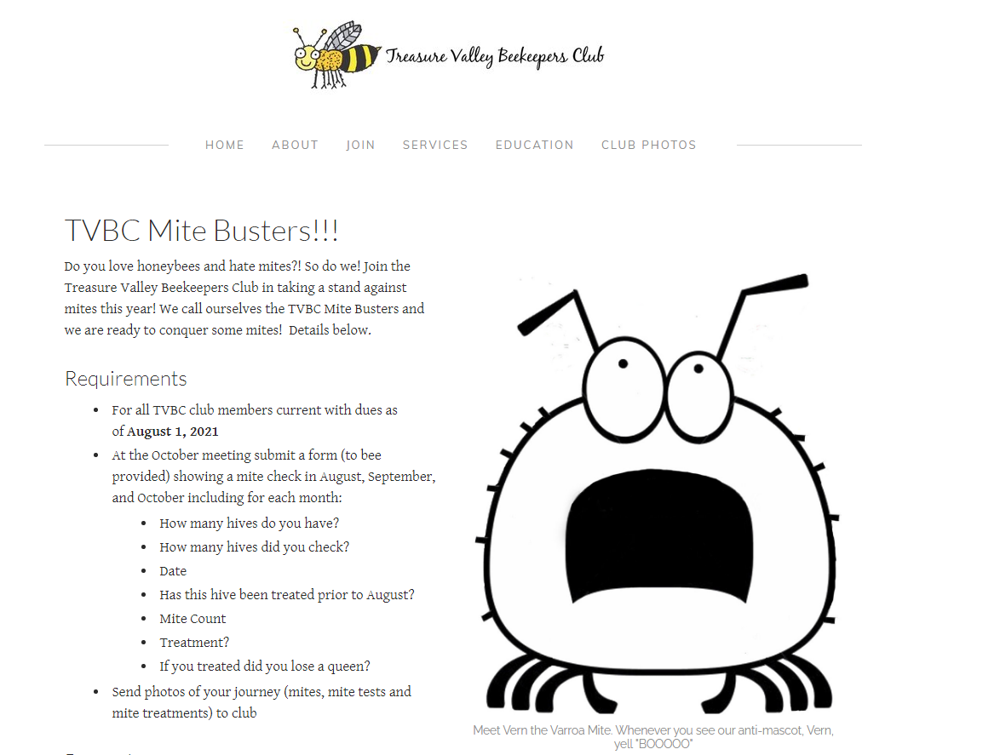 Treasure Valley Beekeepers Club
HOME ABOUT JOIN SERVICES EDUCATION CLUB PHOTOS
TVBC Mite Busters!!!
Do you love honeybees and hate mites?! So do we! Join the
Treasure Valley Beekeepers Club in taking a stand against
mites this year! We call ourselves the TVBC Mite Busters and
we are ready to conquer some mites!  Details below.
Requirements
• For all TVBC club members current with dues as
of August 1, 2021
• At the October meeting submit a form (to bee
provided) showing a mite check in August, September,
and October including for each month:
• How many hives do you have?
• How many hives did you check?
• Date
• Has this hive been treated prior to August?
• Mite Count
• Treatment?
• If you treated did you lose a queen?
• Send photos of your journey (mites, mite tests and
mite treatments) to club
Meet Vern the Varroa Mite. Whenever you see our anti-mascot, Vern,
yell "BOOOOO"